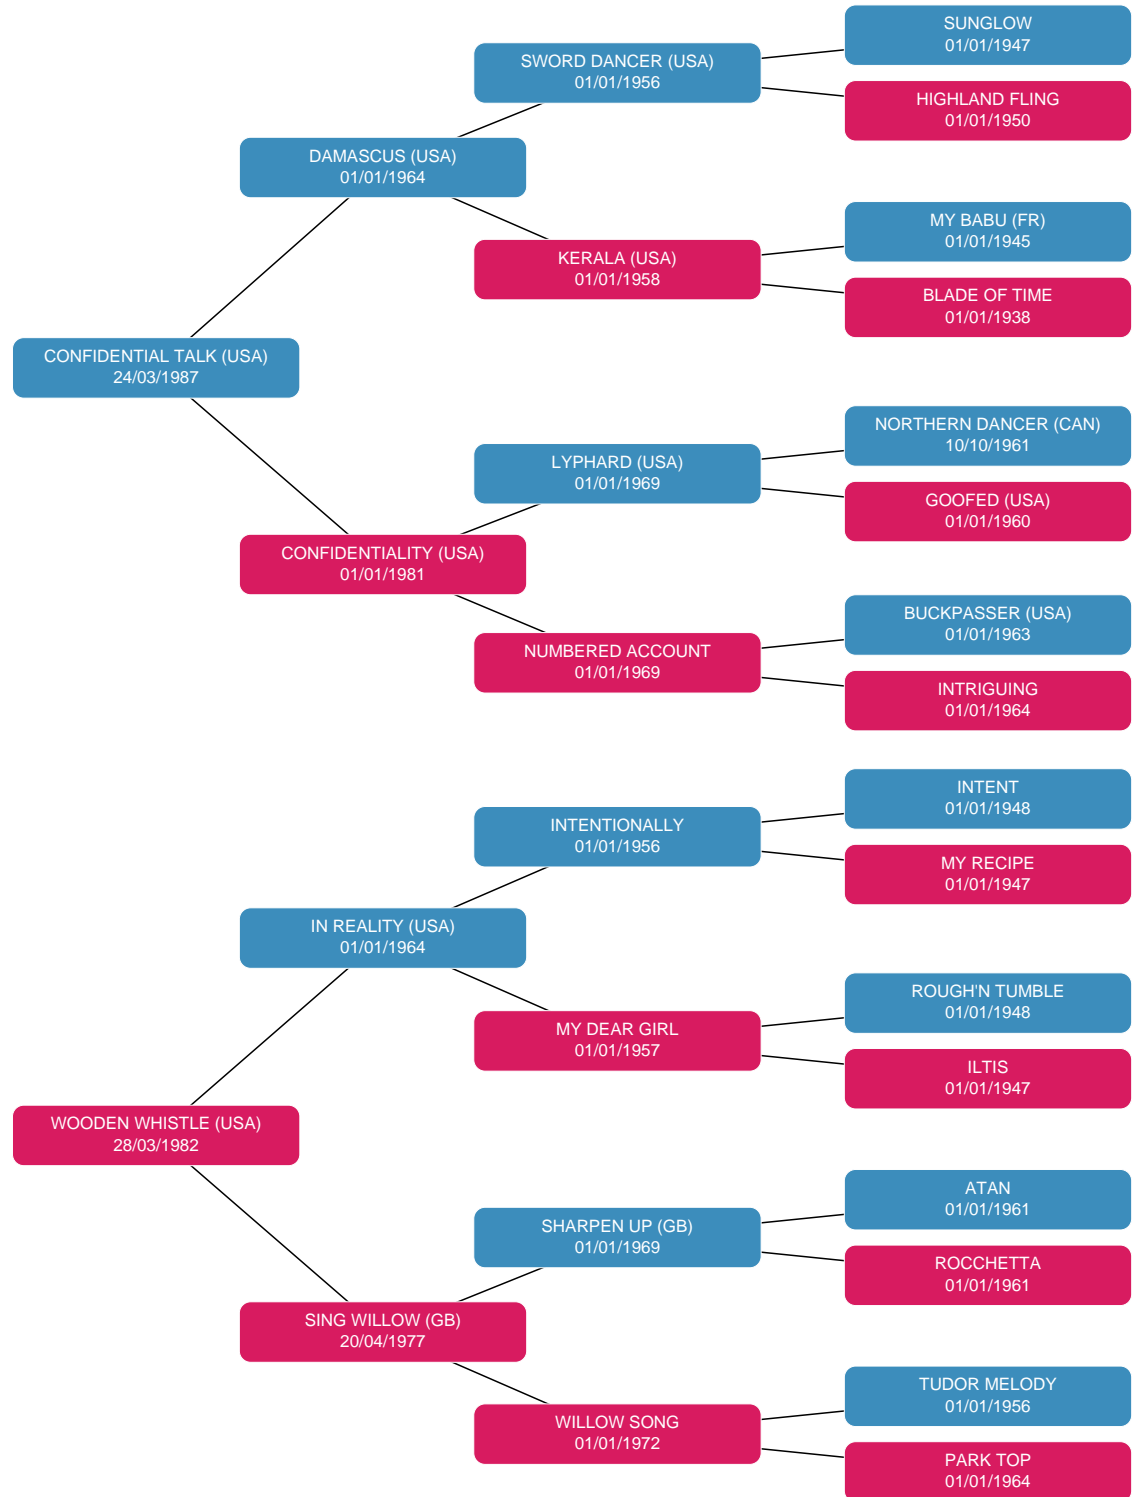 SUNGLOW
01/01/1947
SWORD DANCER (USA)
01/01/1956
HIGHLAND FLING
01/01/1950
DAMASCUS (USA)
01/01/1964
MY BABU (FR)
01/01/1945
KERALA (USA)
01/01/1958
BLADE OF TIME
01/01/1938
CONFIDENTIAL TALK (USA)
24/03/1987
NORTHERN DANCER (CAN)
10/10/1961
LYPHARD (USA)
01/01/1969
GOOFED (USA)
01/01/1960
CONFIDENTIALITY (USA)
01/01/1981
BUCKPASSER (USA)
01/01/1963
NUMBERED ACCOUNT
01/01/1969
INTRIGUING
01/01/1964
INTENT
01/01/1948
INTENTIONALLY
01/01/1956
MY RECIPE
01/01/1947
IN REALITY (USA)
01/01/1964
ROUGH'N TUMBLE
01/01/1948
MY DEAR GIRL
01/01/1957
ILTIS
01/01/1947
WOODEN WHISTLE (USA)
28/03/1982
ATAN
01/01/1961
SHARPEN UP (GB)
01/01/1969
ROCCHETTA
01/01/1961
SING WILLOW (GB)
20/04/1977
TUDOR MELODY
01/01/1956
WILLOW SONG
01/01/1972
PARK TOP
01/01/1964